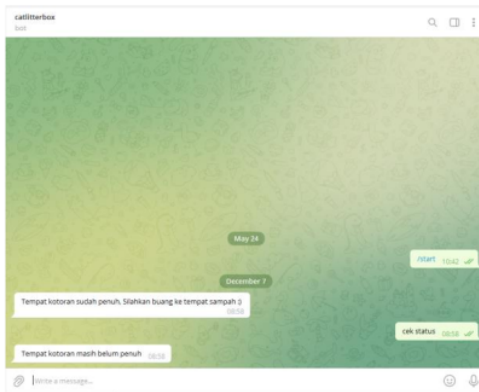 catlitterbox
bot
May 24
/start 10:42
December 7
Tempat kotoran sudah penuh, Silahkan buang ke tempat sampah :)
08:58
cek status 08:58
Tempat kotoran masih belum penuh 08:58
Write a message...